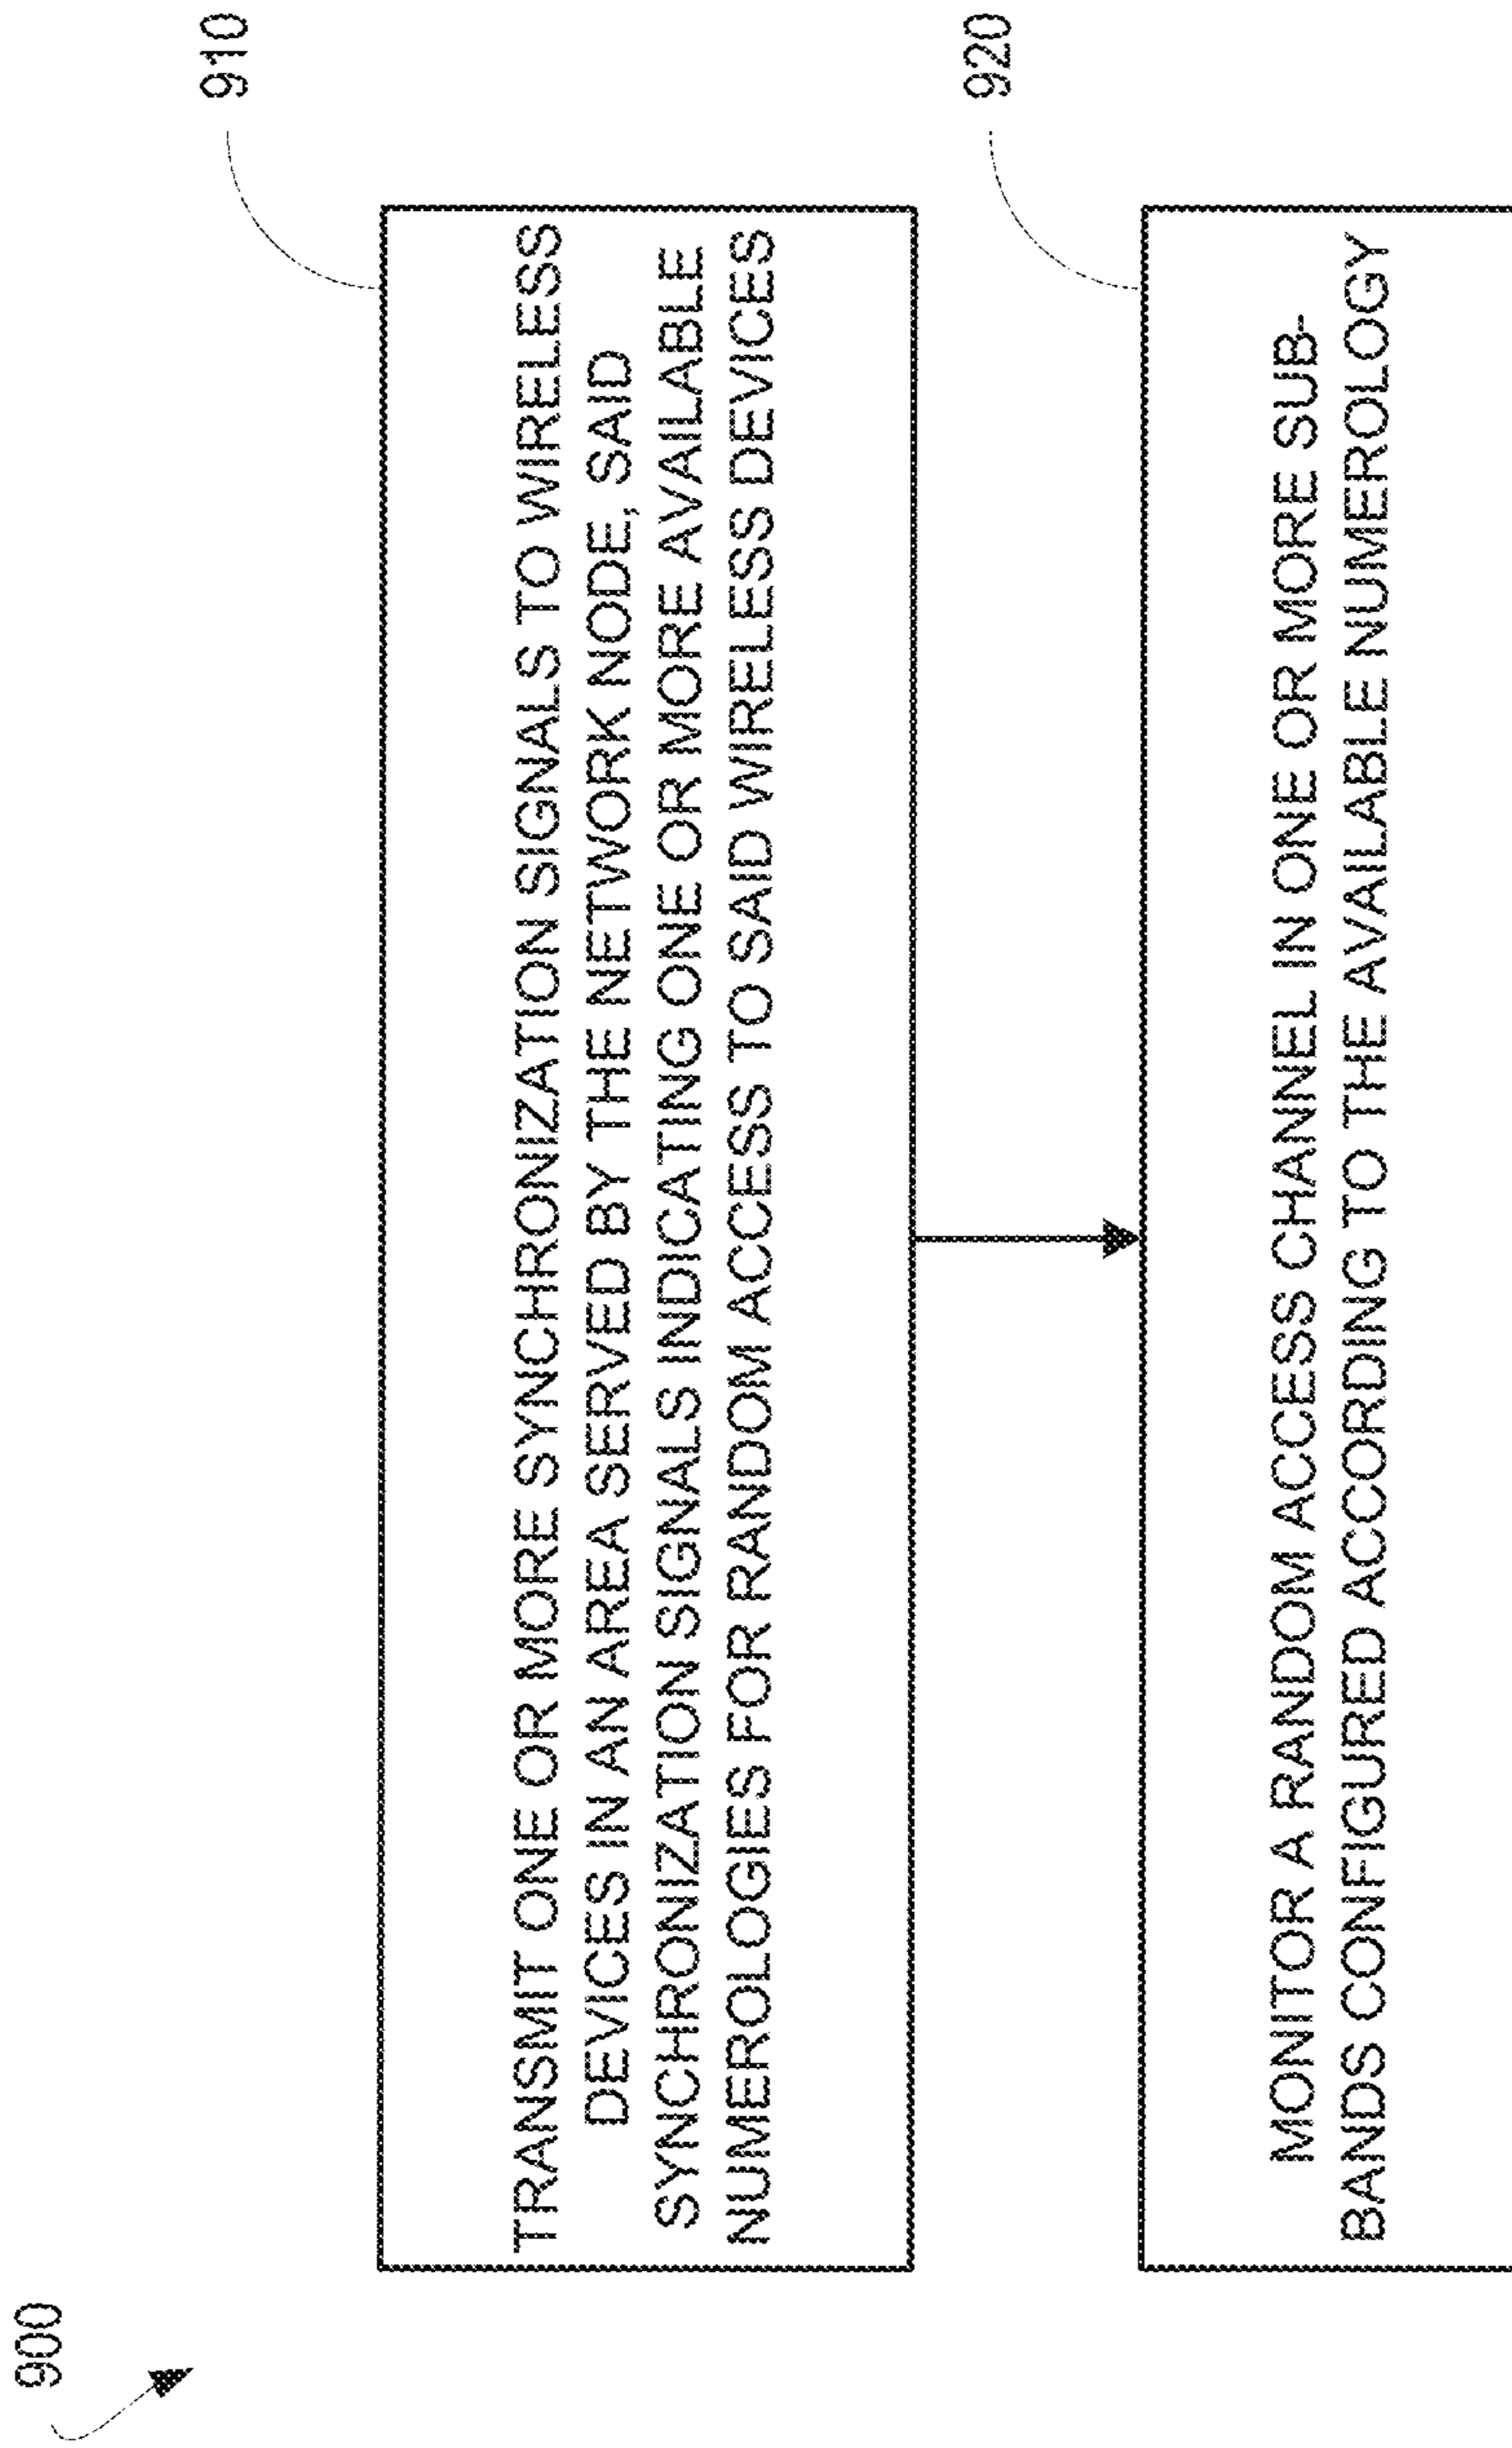 900
910
TRANSMIT ONE OR MORE SYNCHRONIZATION SIGNALS TO WIRELESS
DEVICES IN AN AREA SERVED BY THE NETWORK NODE, SAID
SYNCHRONIZATION SIGNALS INDICATING ONE OR MORE AVAILABLE
NUMEROLOGIES FOR RANDOM ACCESS TO SAID WIRELESS DEVICES
920
MONITOR A RANDOM ACCESS CHANNEL IN ONE OR MORE SUB-
BANDS CONFIGURED ACCORDING TO THE AVAILABLE NUMEROLOGY